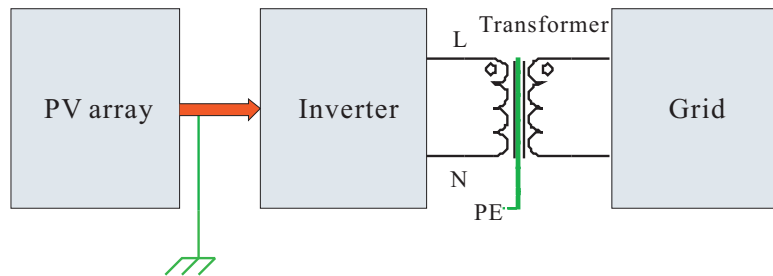 Transformer
L
PV array
Inverter
Grid
N
PE